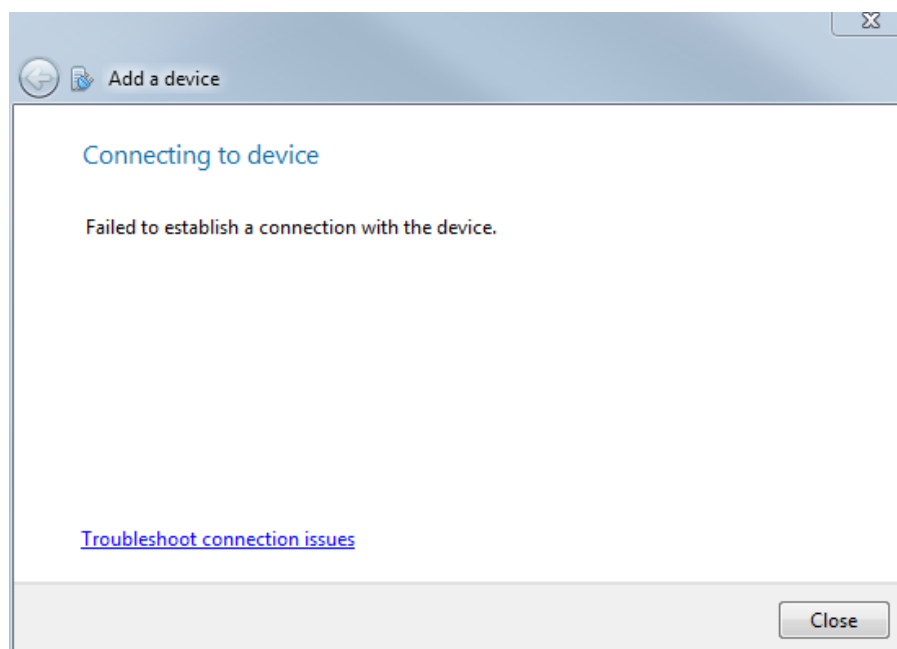 Add a device
Connecting to device
Failed to establish a connection with the device.
Troubleshoot connection issues
Close